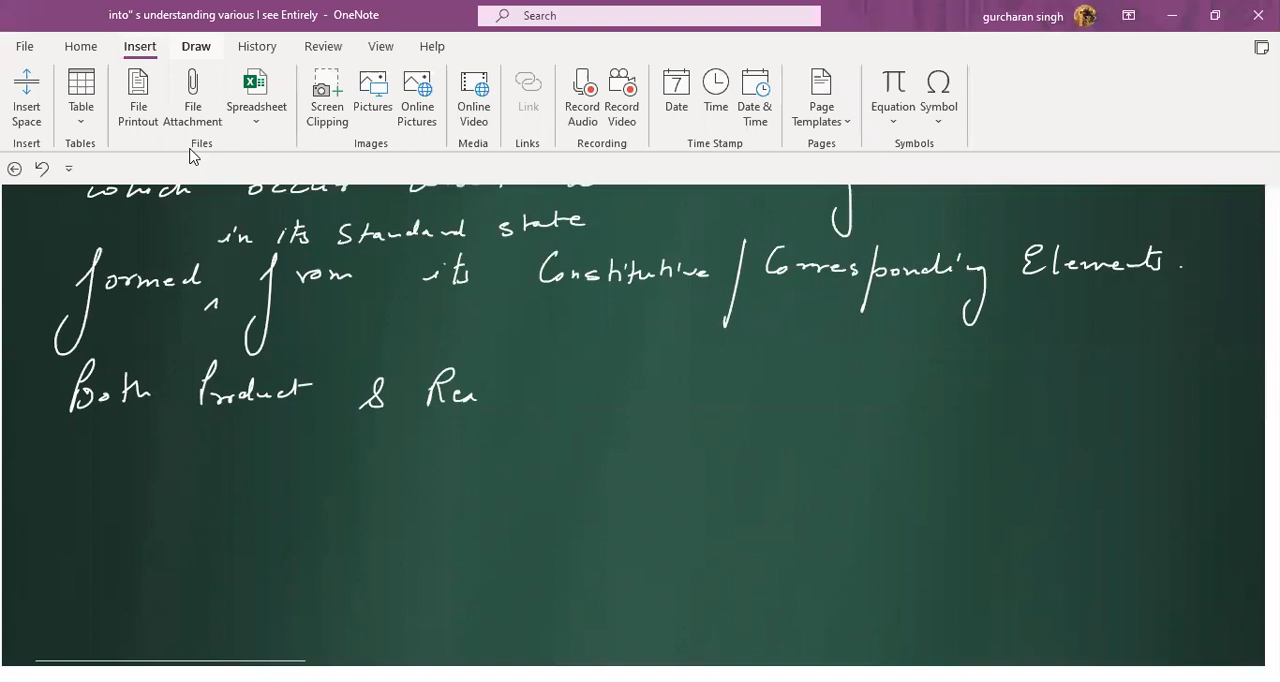 into" s understanding various l see Entirely - OneNote
Search
gurcharan singh
File Home Insert Draw History Review View Help
Insert Space
Table
File Printout
File Attachment
Spreadsheet
Screen Clipping
Pictures
Online Pictures
Online Video
Link
Record Audio
Record Video
Date
Time
Date & Time
Page Templates
Equation
Symbol
Insert Tables Files Images Media Links Recording Time Stamp Pages Symbols
which occur
in its standard state
formed ^ from its Constitutive / Corresponding Elements.
Both Product & Rea